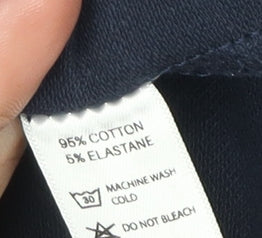 95% COTTON
5% ELASTANE
30
MACHINE WASH
COLD
DO NOT BLEACH